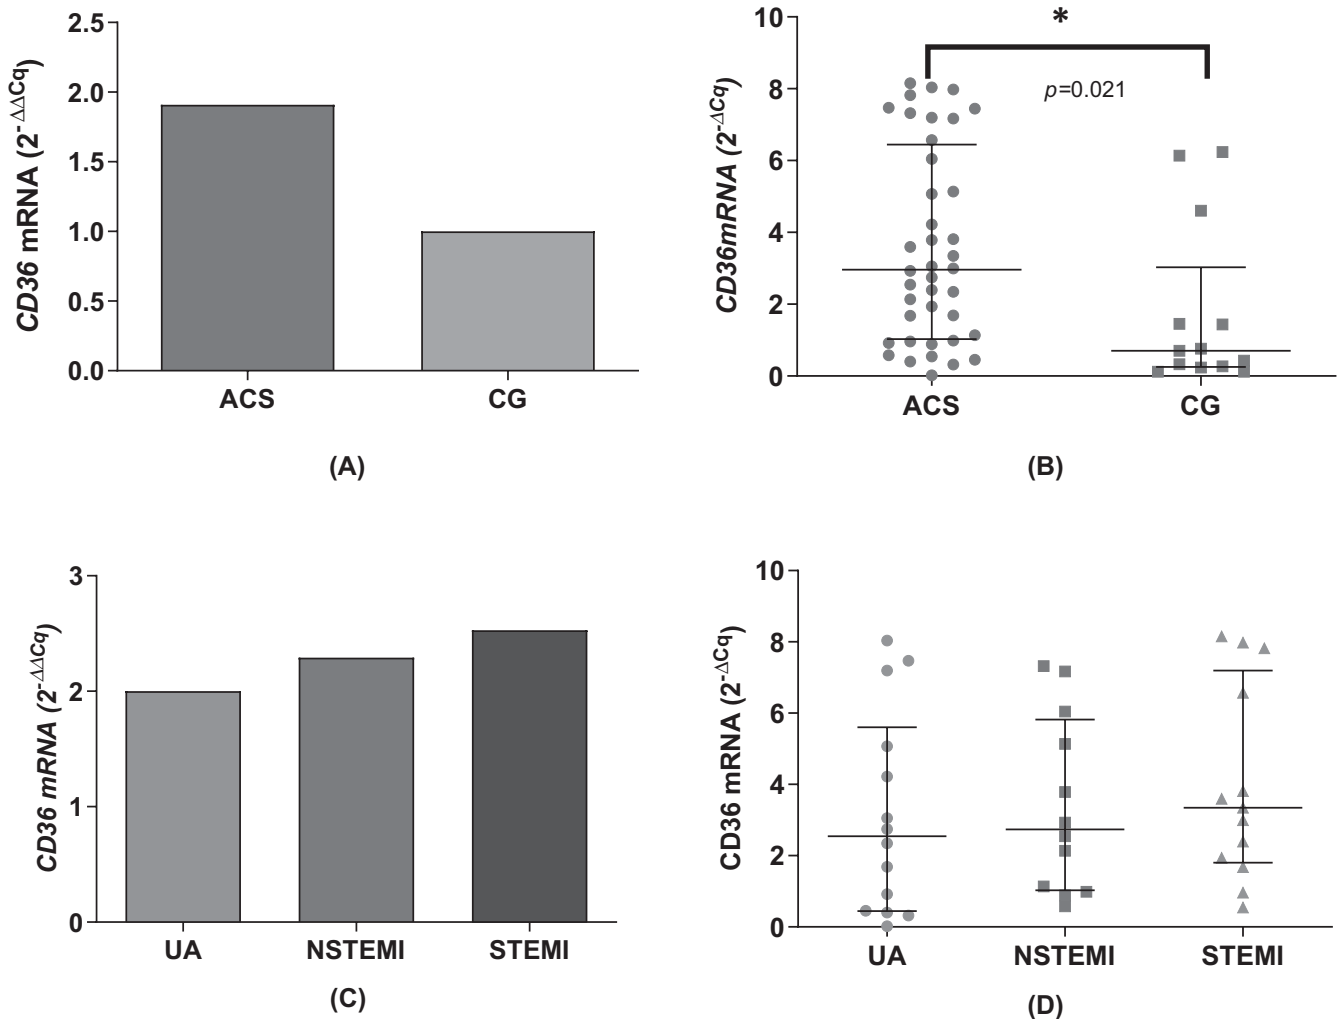 2.5
2.0
1.5
1.0
0.5
0.0
CD36 mRNA (2^-ΔΔCq)
ACS CG
(A)
10
8
6
4
2
0
CD36mRNA (2^-ΔCq)
*
p=0.021
ACS CG
(B)
3
2
1
0
CD36 mRNA (2^-ΔΔCq)
UA NSTEMI STEMI
(C)
10
8
6
4
2
0
CD36 mRNA (2^-ΔCq)
UA NSTEMI STEMI
(D)